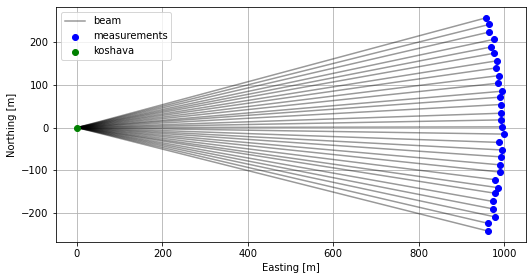 beam
measurements
koshava
Northing [m]
200
100
0
−100
−200
0
200
400
600
800
1000
Easting [m]